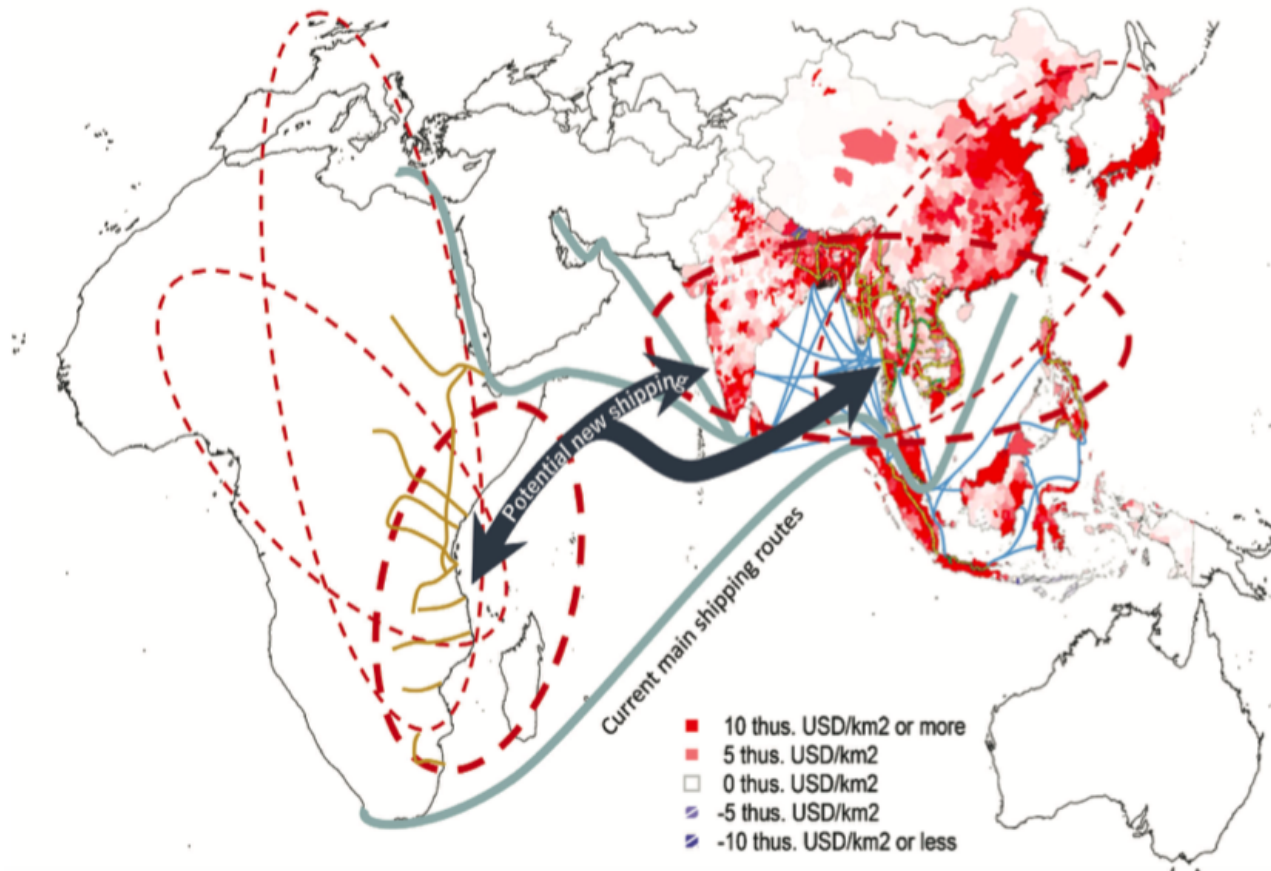 Potential new shipping
Current main shipping routes
10 thus. USD/km2 or more
5 thus. USD/km2
0 thus. USD/km2
-5 thus. USD/km2
-10 thus. USD/km2 or less